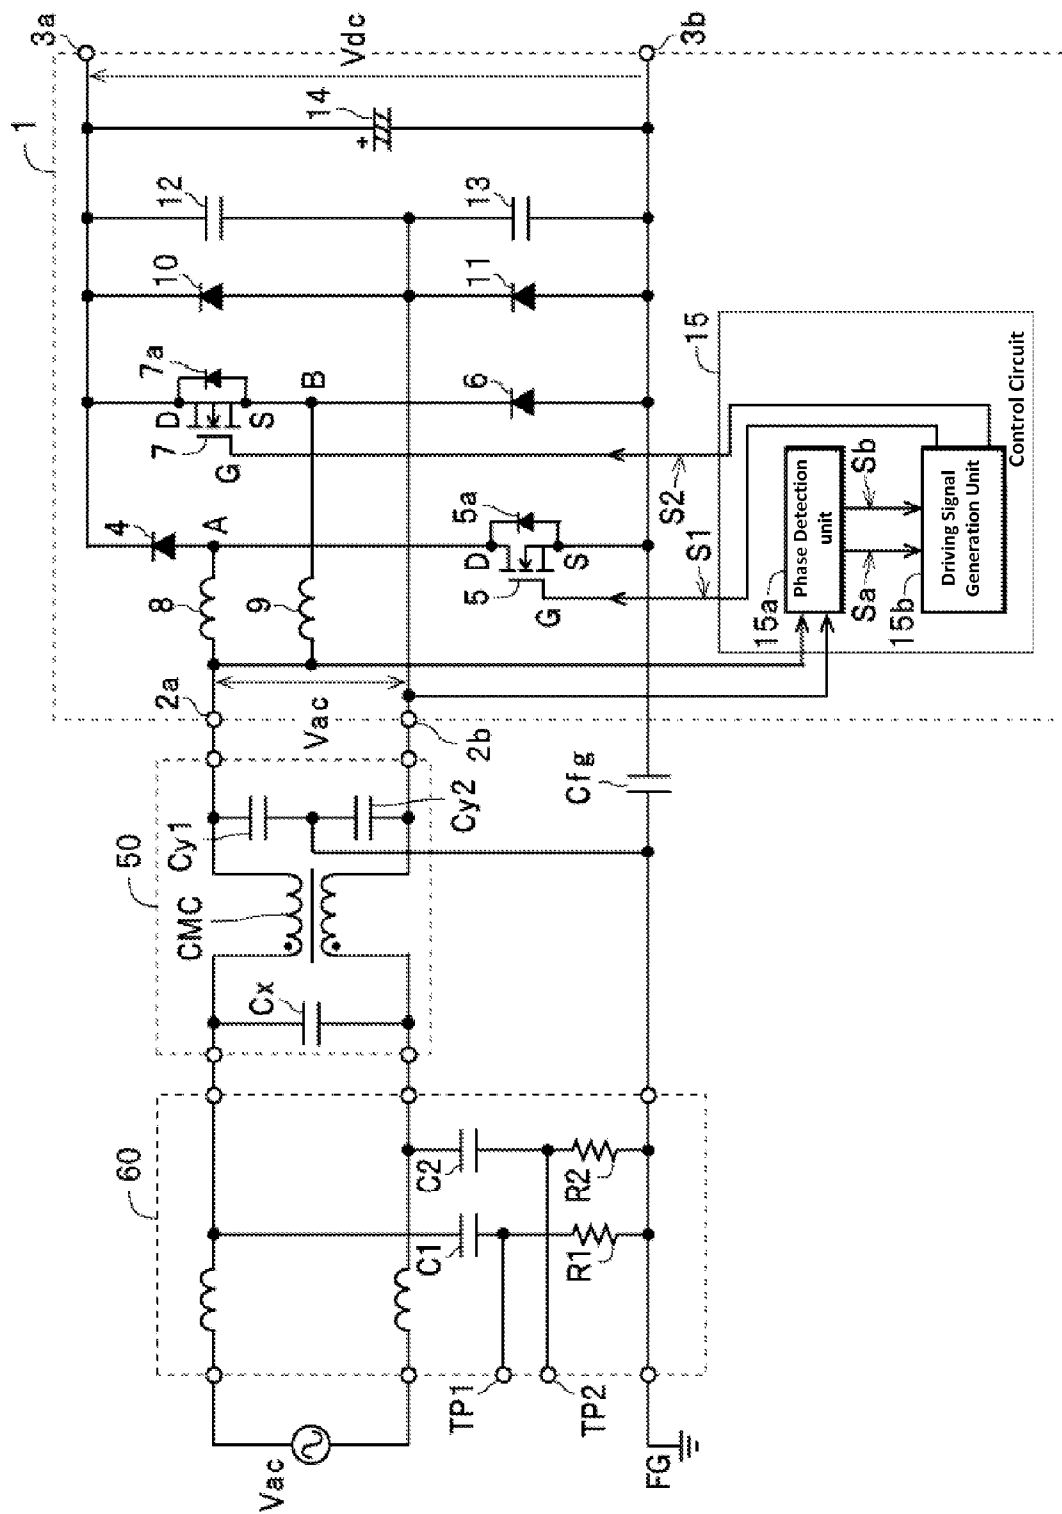 3a
3b
Vdc
1
14
+
12
13
10
11
7a
B
6
D
S
7
G
15
S2
Control Circuit
4
A
5a
D
S
5
G
S1
Phase Detection
unit
15a
Sb
Sa
Driving Signal
Generation Unit
15b
8
9
2a
Vac
2b
Cfg
50
Cy1
Cy2
CMC
Cx
60
C2
R2
C1
R1
TP1
TP2
Vac
FG